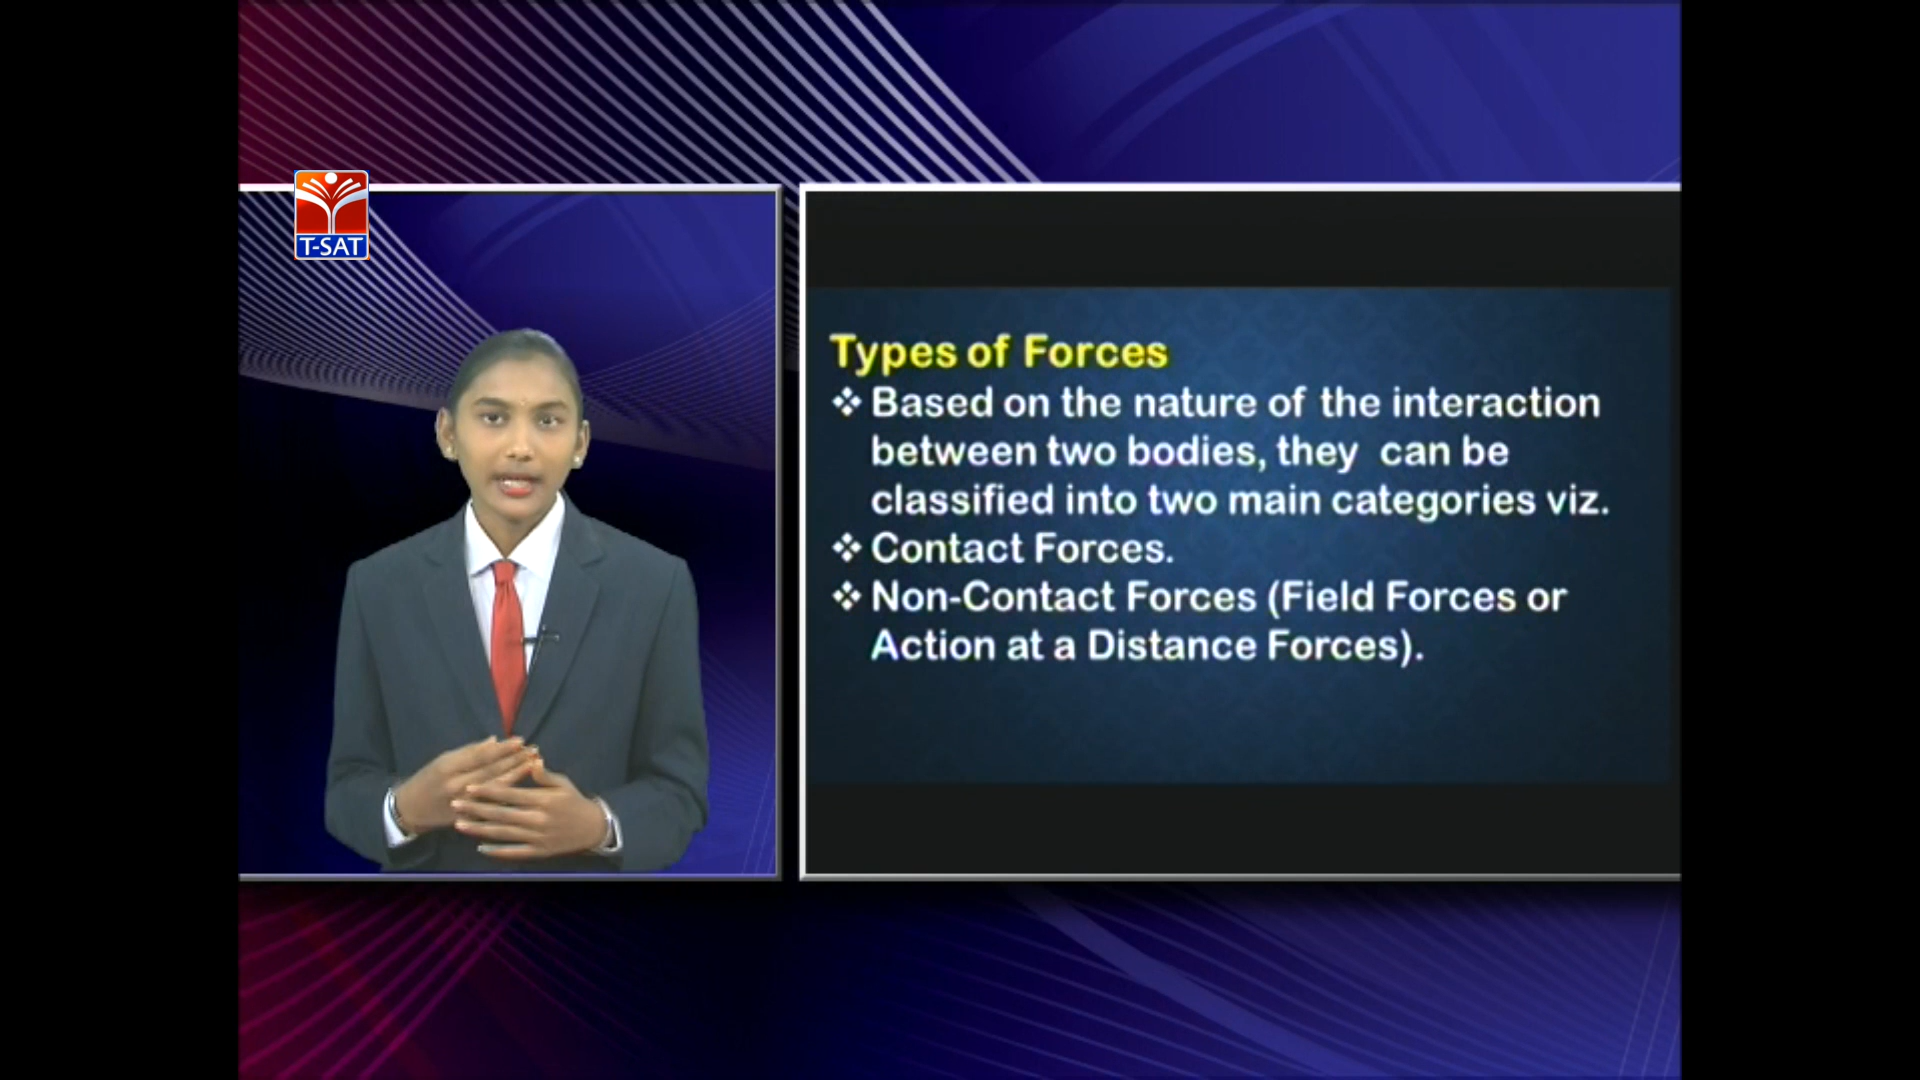 T-SAT
Types of Forces
❖ Based on the nature of the interaction
between two bodies, they can be
classified into two main categories viz.
❖ Contact Forces.
❖ Non-Contact Forces (Field Forces or
Action at a Distance Forces).